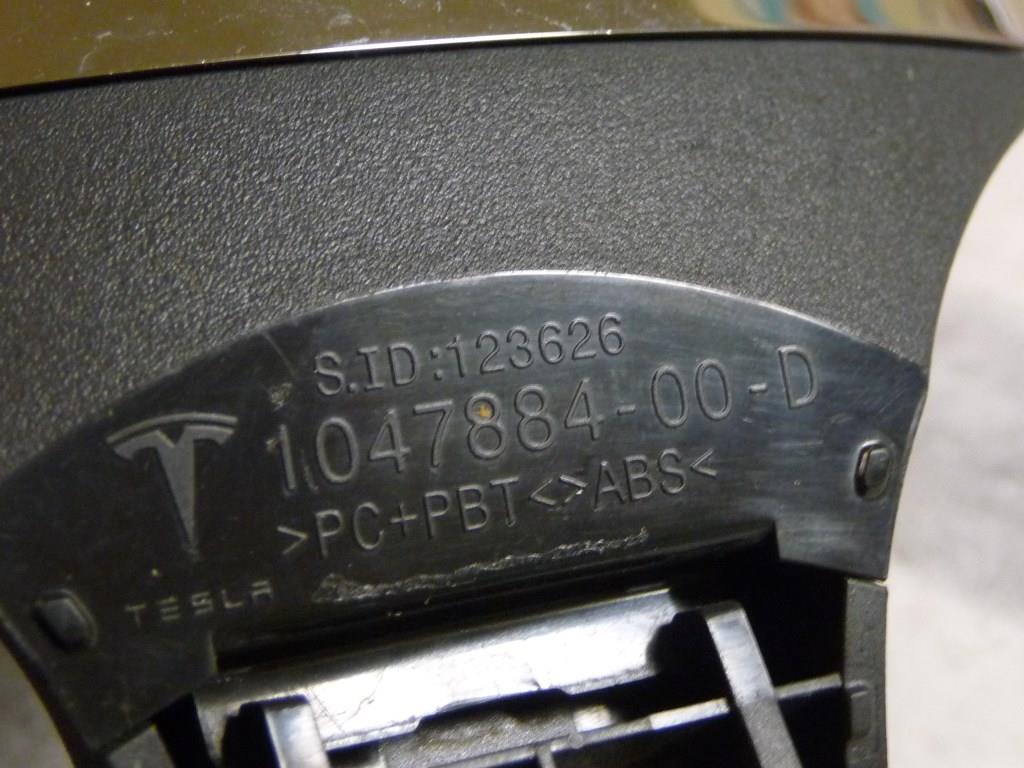 S.ID:123626
1047884-00-D
>PC+PBT<>ABS<
TESLA